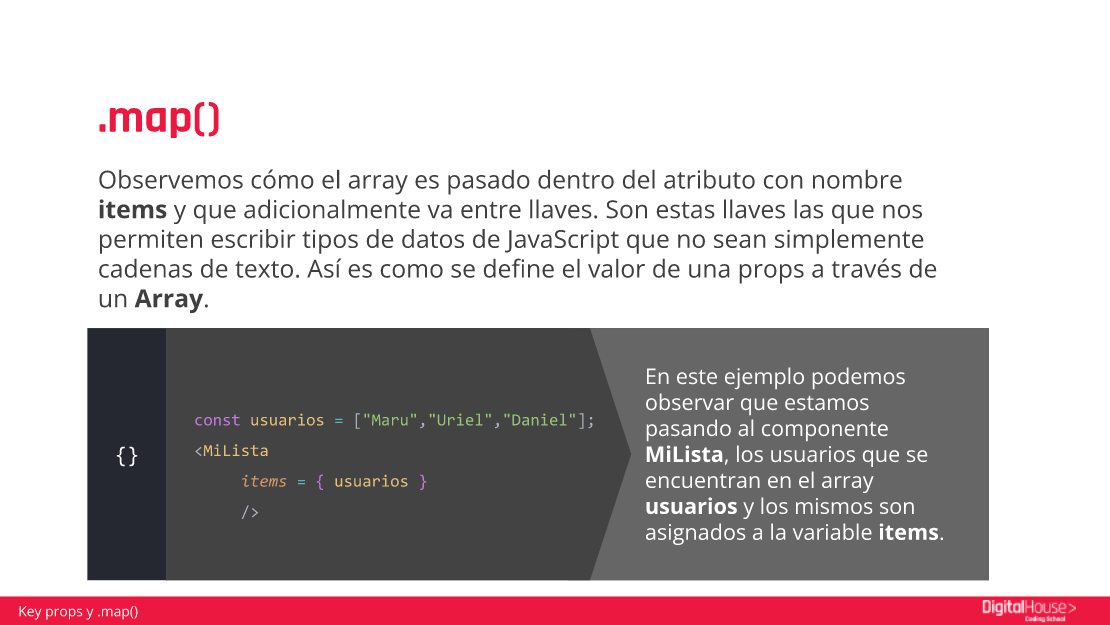 .map()
Observemos cómo el array es pasado dentro del atributo con nombre
items y que adicionalmente va entre llaves. Son estas llaves las que nos
permiten escribir tipos de datos de JavaScript que no sean simplemente
cadenas de texto. Así es como se define el valor de una props a través de
un Array.
{}
const usuarios = ["Maru","Uriel","Daniel"];
<MiLista
items = { usuarios }
/>
En este ejemplo podemos
observar que estamos
pasando al componente
MiLista, los usuarios que se
encuentran en el array
usuarios y los mismos son
asignados a la variable items.
Key props y .map()
DigitalHouse>
Coding School